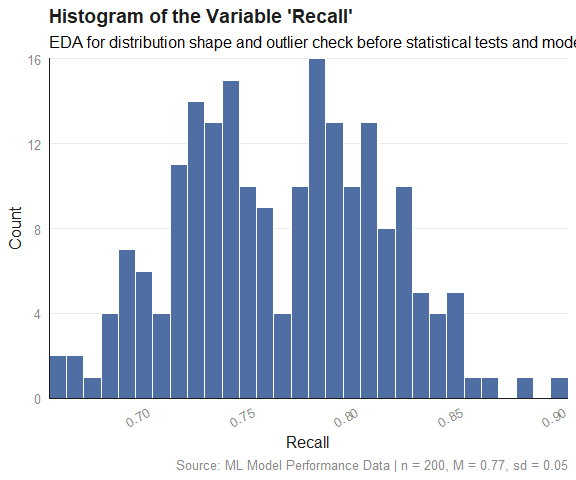 Histogram of the Variable 'Recall'
EDA for distribution shape and outlier check before statistical tests and mode
16
12
8
4
0
Count
0.70
0.75
0.80
0.85
0.90
Recall
Source: ML Model Performance Data | n = 200, M = 0.77, sd = 0.05